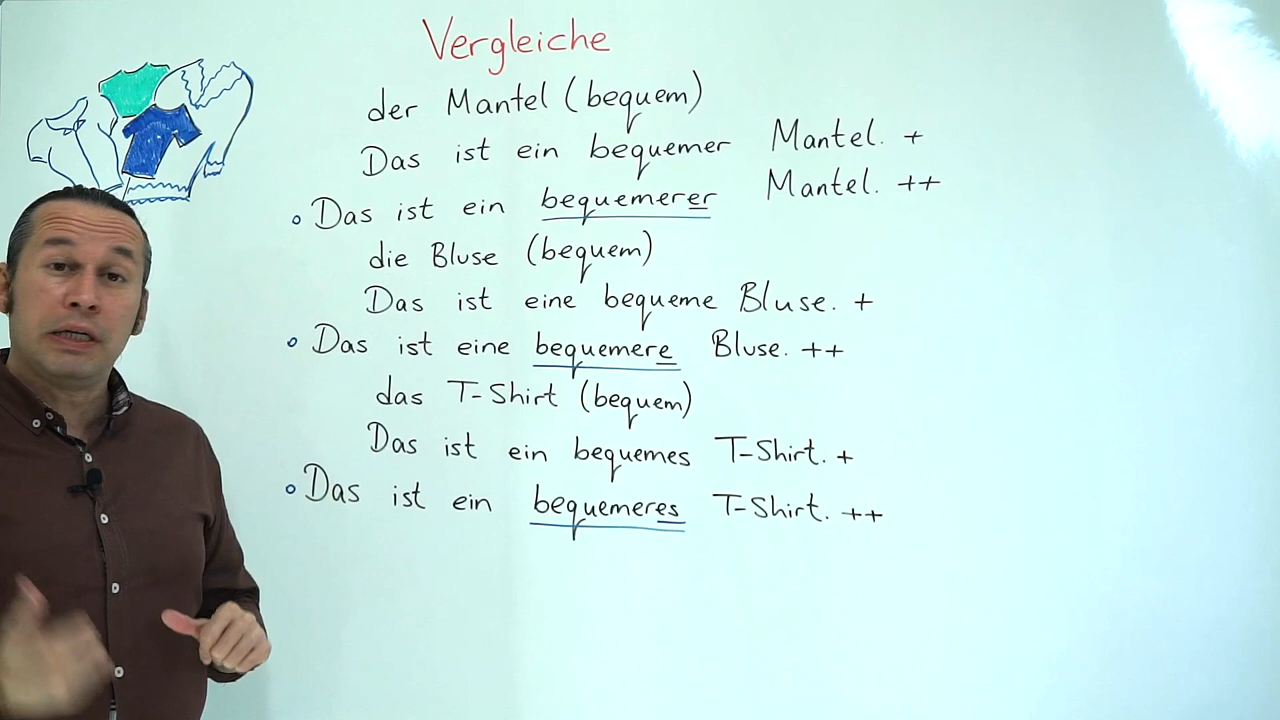 Vergleiche
der Mantel (bequem)
Das ist ein bequemer Mantel. +
Das ist ein bequemerer Mantel. ++
die Bluse (bequem)
Das ist eine bequeme Bluse. +
Das ist eine bequemere Bluse. ++
das T-Shirt (bequem)
Das ist ein bequemes T-Shirt. +
Das ist ein bequemeres T-Shirt. ++